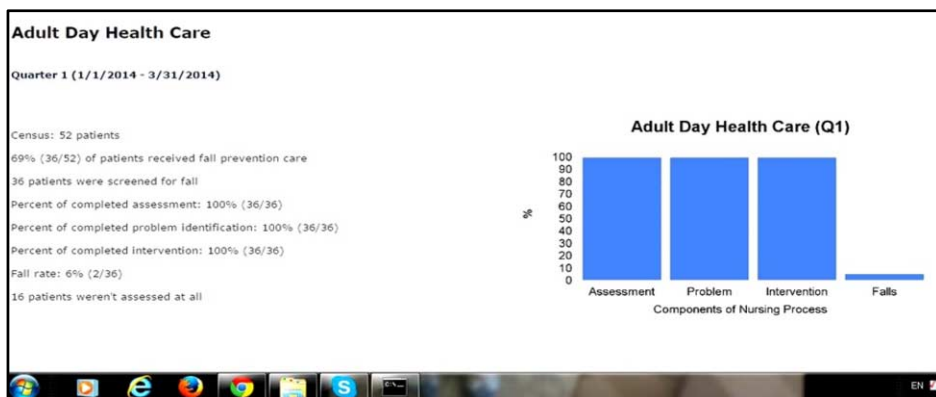 Adult Day Health Care
Quarter 1 (1/1/2014 - 3/31/2014)
Census: 52 patients
69% (36/52) of patients received fall prevention care
36 patients were screened for fall
Percent of completed assessment: 100% (36/36)
Percent of completed problem identification: 100% (36/36)
Percent of completed intervention: 100% (36/36)
Fall rate: 6% (2/36)
16 patients weren't assessed at all
Adult Day Health Care (Q1)
100
90
80
70
60
50
40
30
20
10
0
%
Assessment Problem Intervention Falls
Components of Nursing Process
EN